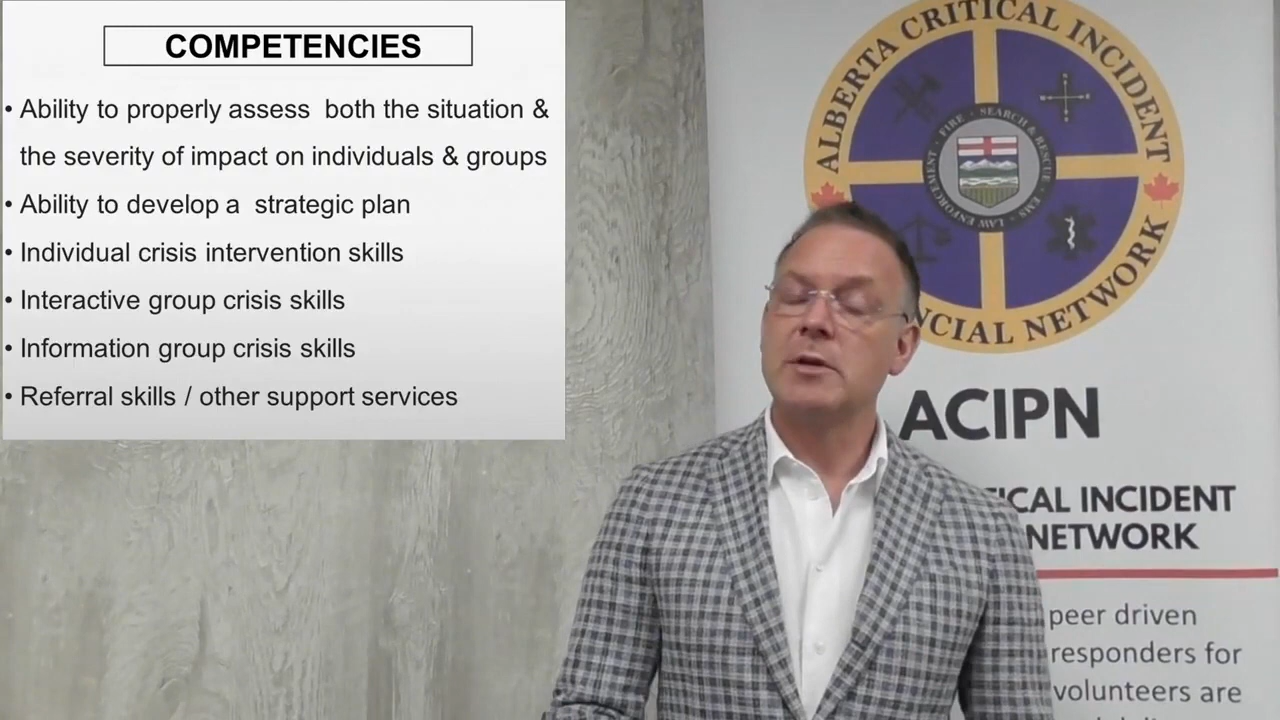 COMPETENCIES
• Ability to properly assess both the situation &
the severity of impact on individuals & groups
• Ability to develop a strategic plan
• Individual crisis intervention skills
• Interactive group crisis skills
• Information group crisis skills
• Referral skills / other support services
ALBERTA CRITICAL INCIDENT
NCIAL NETWORK
FIRE • SEARCH & RESCUE • EMS • LAW ENFORCEMENT •
ACIPN
ICAL INCIDENT
NETWORK
peer driven
responders for
volunteers are